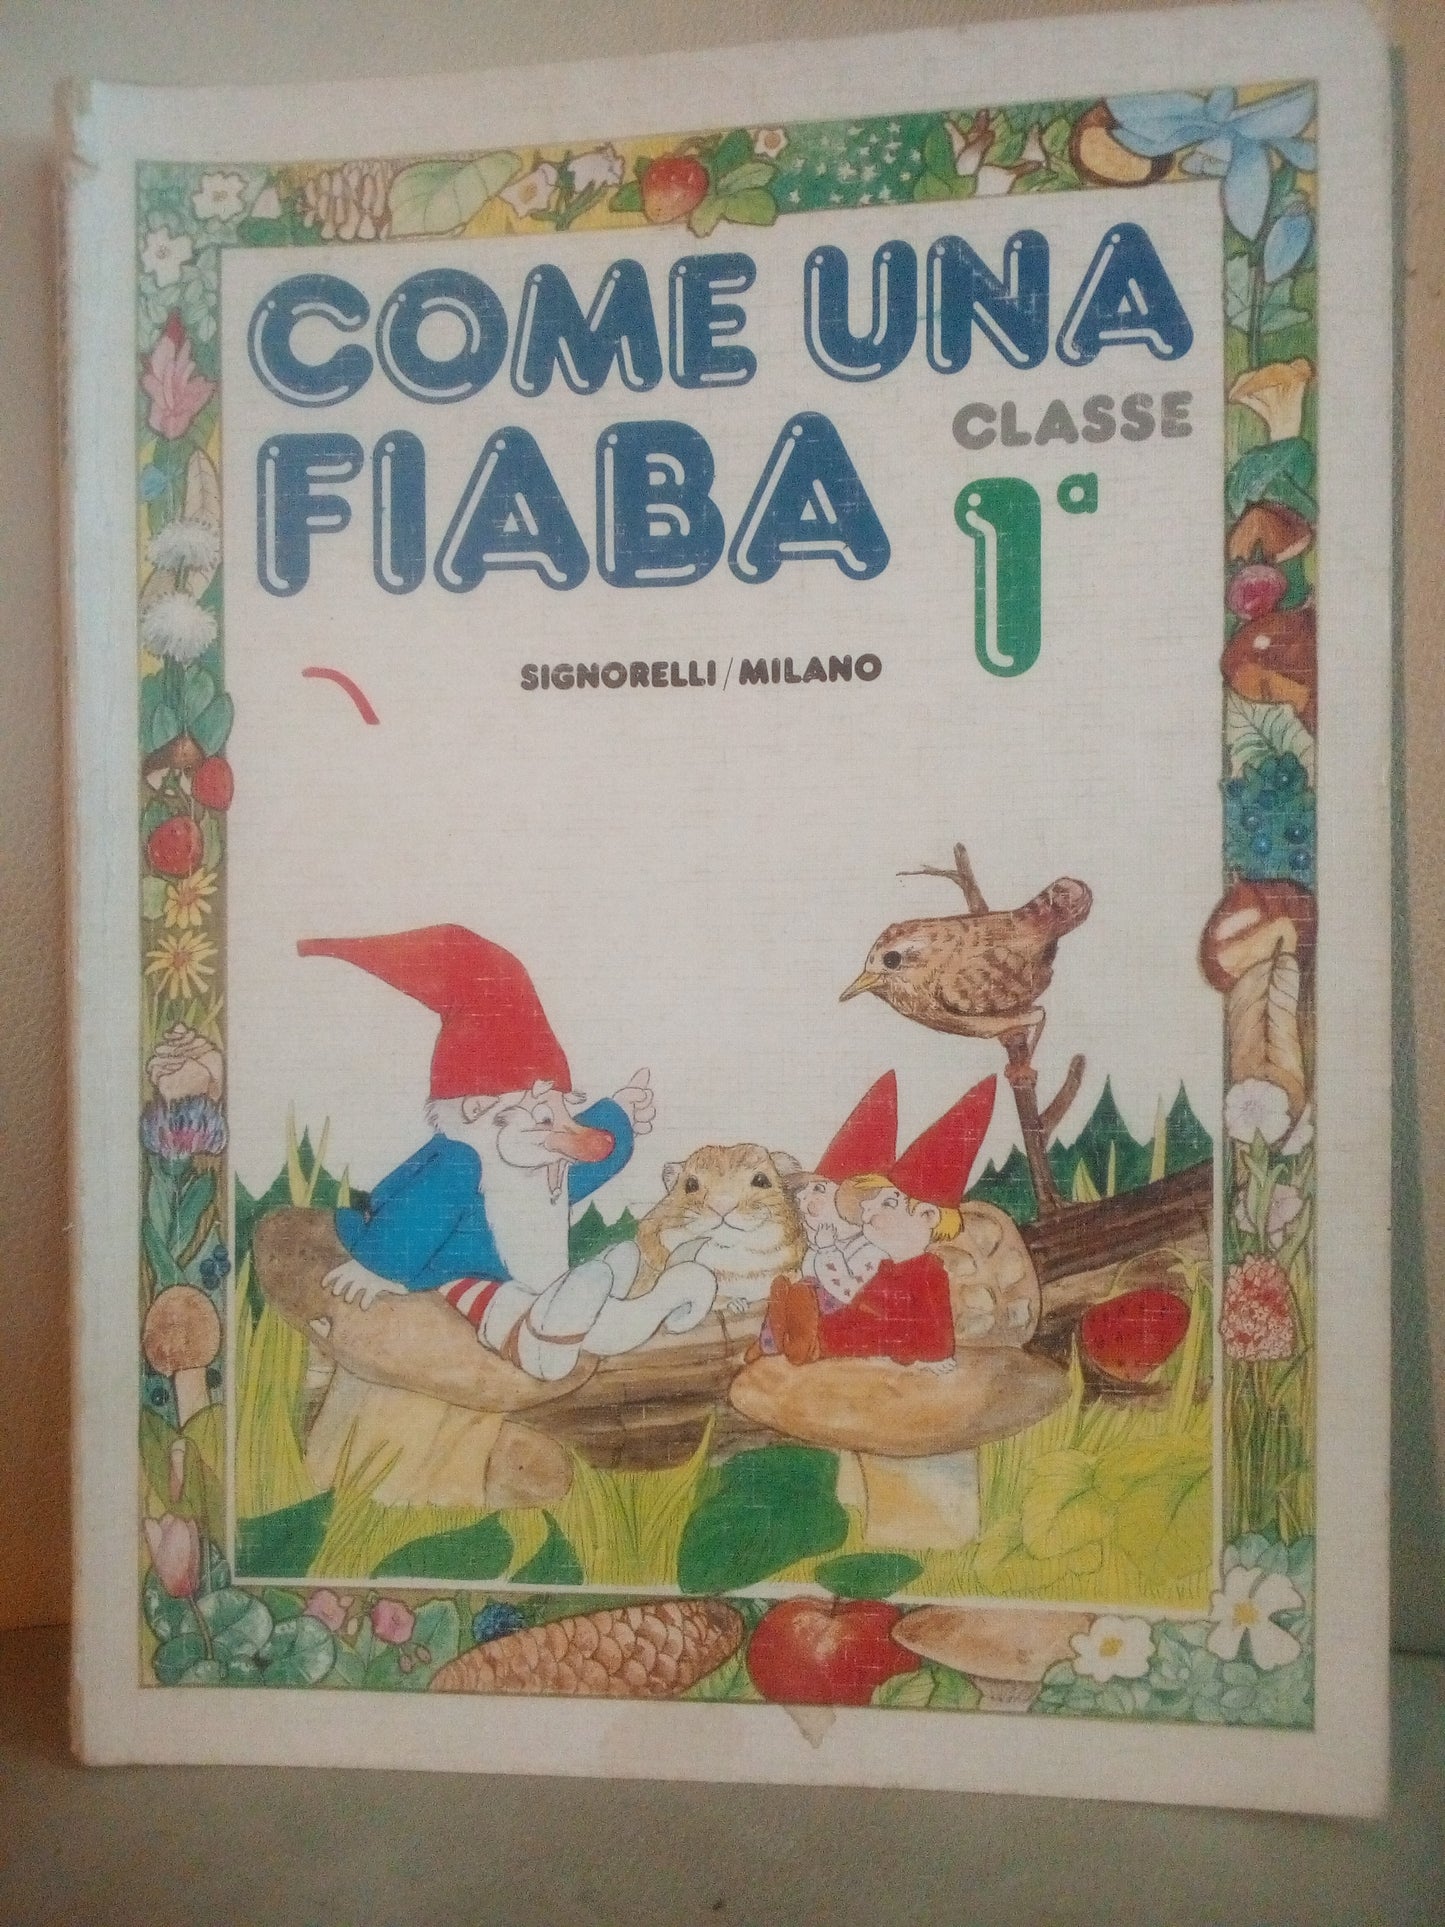 COME UNA
FIABA
CLASSE
1ª
SIGNORELLI/MILANO